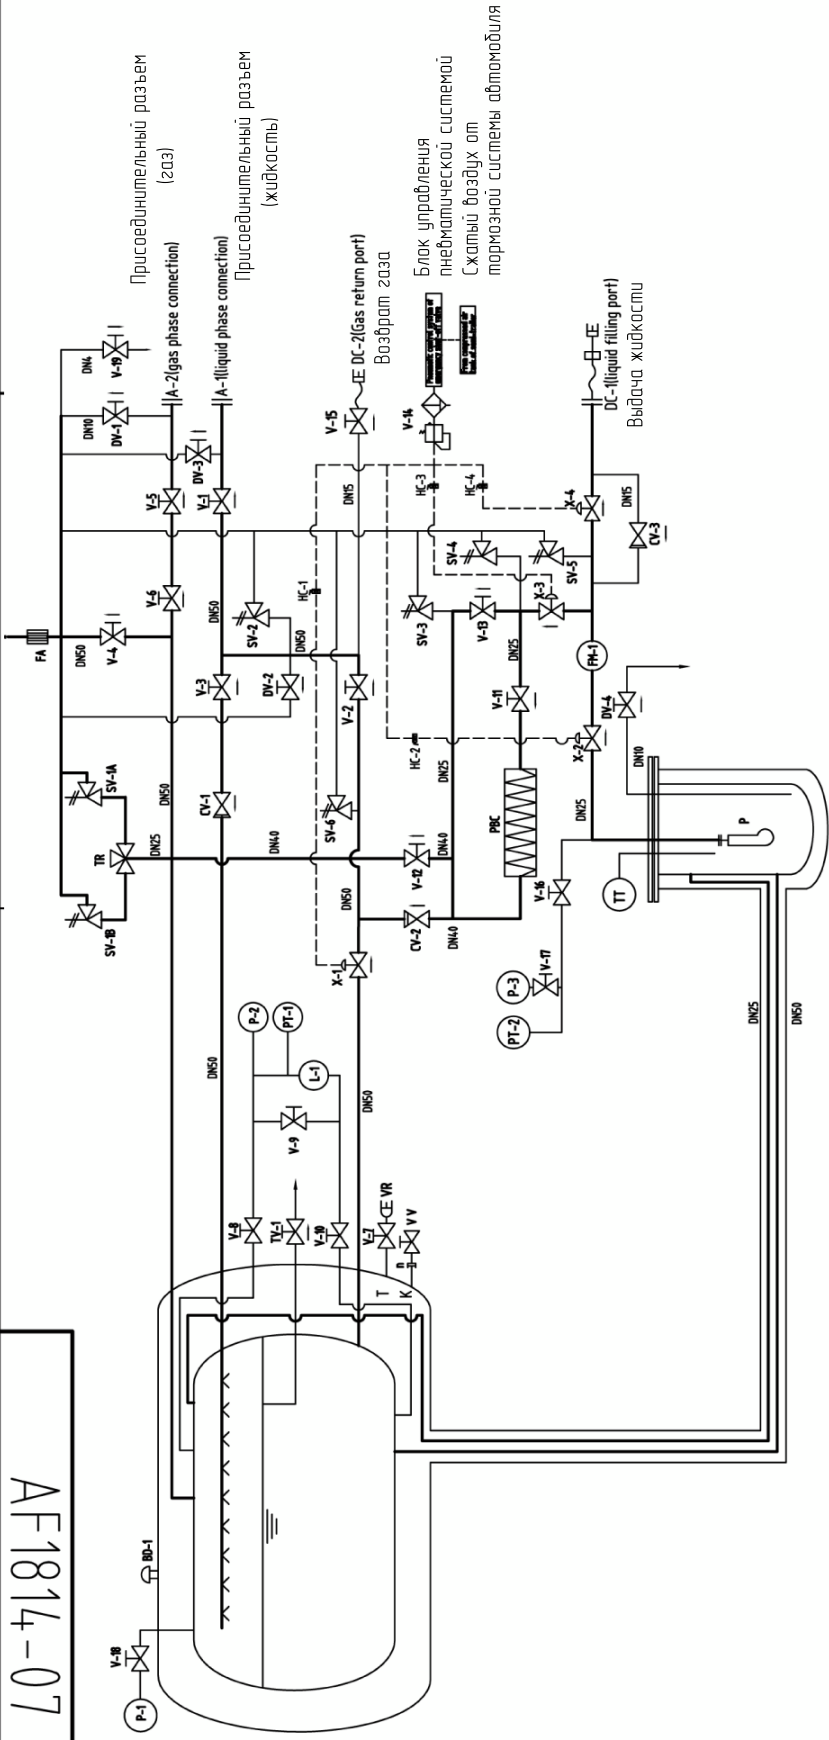 Присоединительный разъем
(газ)
Присоединительный разъем
(жидкость)
A-2(gas phase connection)
A-1(liquid phase connection)
DC-2(Gas return port)
Возврат газа
Блок управления
пневматической системой
Сжатый воздух от
тормозной системы автомобиля
DC-1(liquid filling port)
Выдача жидкости
DN4
V-19
DN10
DV-1
DV-3
V-5
V-1
V-15
V-14
DN15
HC-3
HC-4
X-4
DN15
CV-3
V-6
DN50
SV-2
HC-1
DN50
SV-4
SV-5
X-3
SV-3
V-13
DN25
FM-1
FA
DN50
V-4
V-3
DV-2
V-2
V-11
HC-2
X-2
DV-4
DN10
SV-1A
DN50
CV-1
SV-6
DN25
PBC
DN25
P
TR
DN25
DN40
V-12
DN40
V-16
TT
SV-1B
DN50
CV-2
DN40
X-1
V-17
P-3
PT-2
P-2
PT-1
L-1
DN50
V-9
DN50
DN25
DN50
V-8
TV-1
V-10
V-7
VR
VV
n
T
K
BD-1
V-18
P-1
AF1814-07